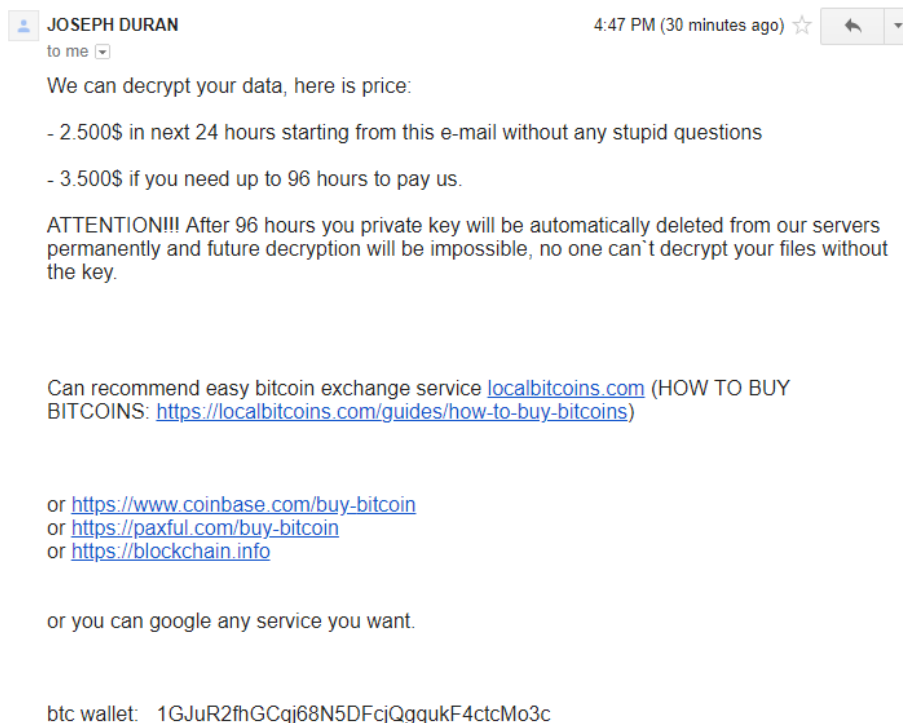 JOSEPH DURAN
4:47 PM (30 minutes ago)
to me
We can decrypt your data, here is price:
- 2.500$ in next 24 hours starting from this e-mail without any stupid questions
- 3.500$ if you need up to 96 hours to pay us.
ATTENTION!!! After 96 hours you private key will be automatically deleted from our servers
permanently and future decryption will be impossible, no one can`t decrypt your files without
the key.
Can recommend easy bitcoin exchange service localbitcoins.com (HOW TO BUY
BITCOINS: https://localbitcoins.com/guides/how-to-buy-bitcoins)
or https://www.coinbase.com/buy-bitcoin
or https://paxful.com/buy-bitcoin
or https://blockchain.info
or you can google any service you want.
btc wallet: 1GJuR2fhGCqj68N5DFcjQgqukF4ctcMo3c